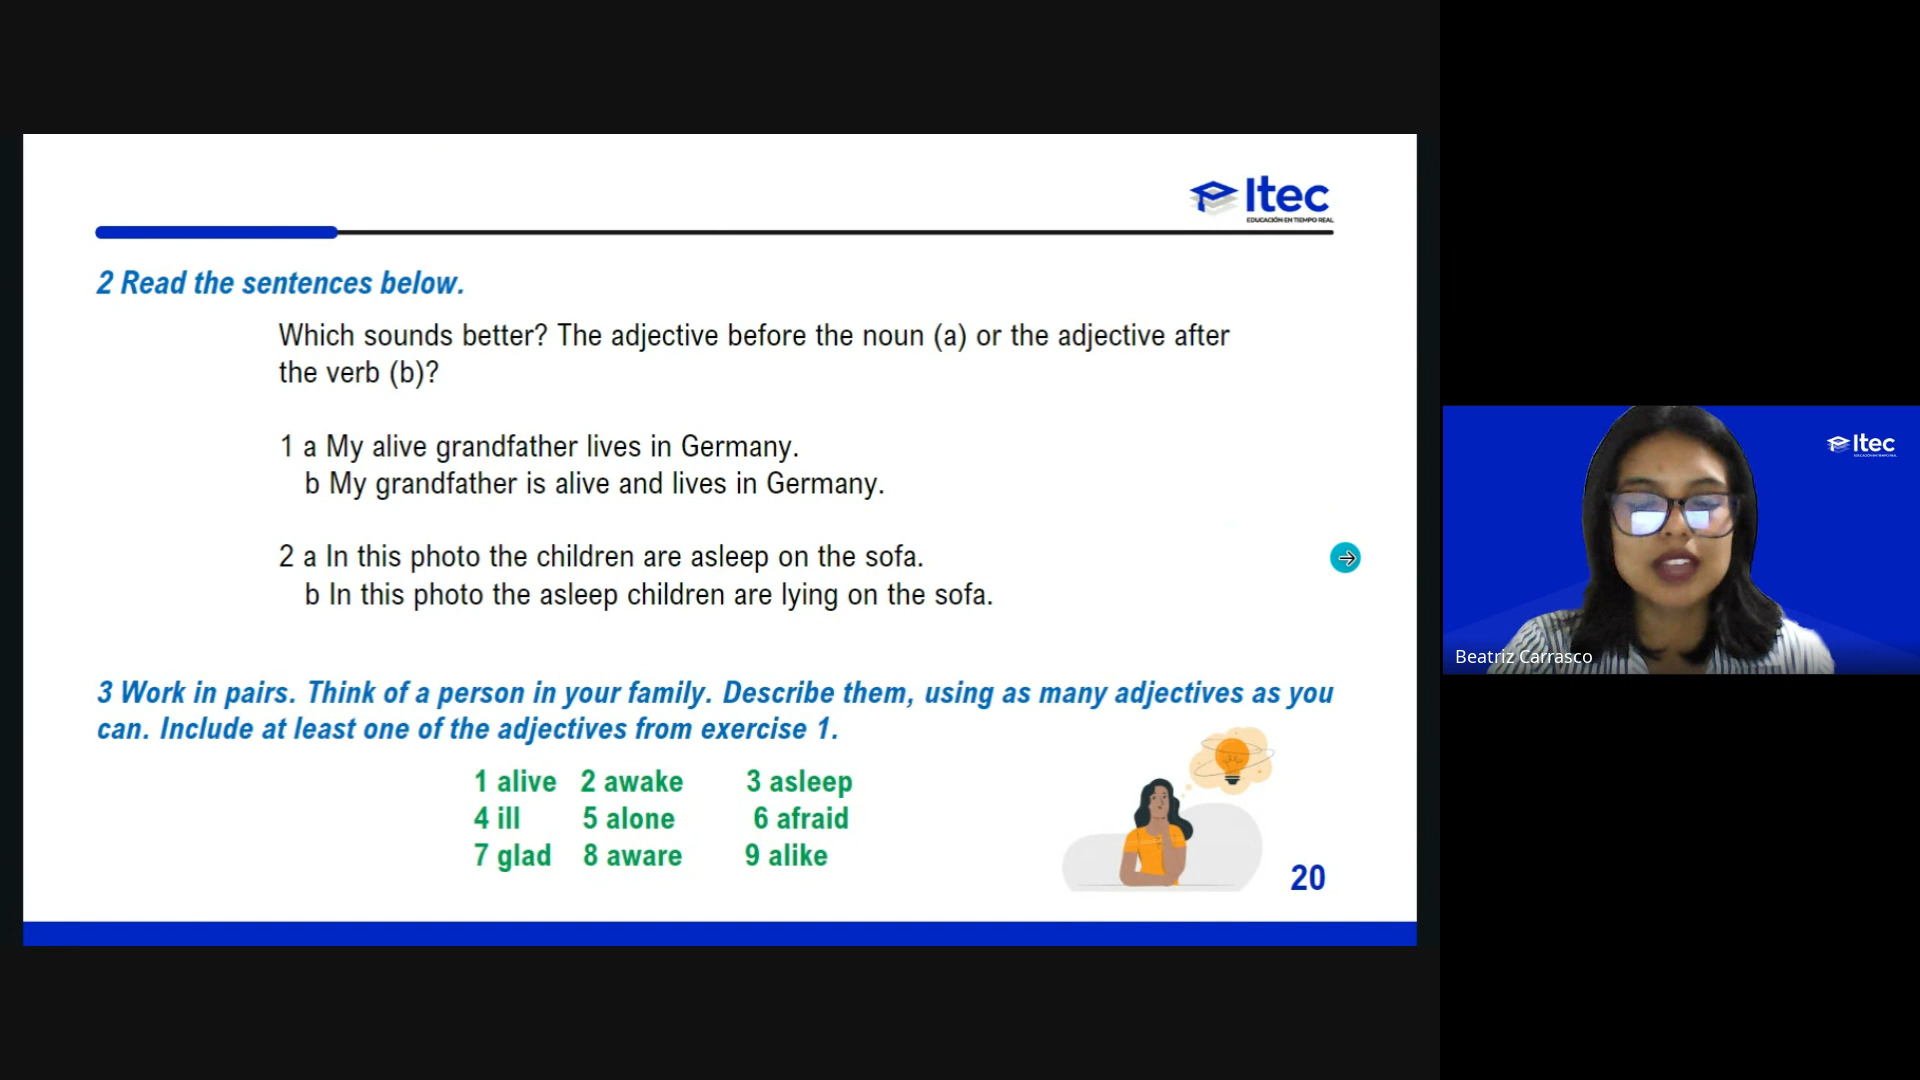 Itec
EDUCACIÓN EN TIEMPO REAL
2 Read the sentences below.
Which sounds better? The adjective before the noun (a) or the adjective after
the verb (b)?
1 a My alive grandfather lives in Germany.
b My grandfather is alive and lives in Germany.
2 a In this photo the children are asleep on the sofa.
b In this photo the asleep children are lying on the sofa.
3 Work in pairs. Think of a person in your family. Describe them, using as many adjectives as you
can. Include at least one of the adjectives from exercise 1.
1 alive 2 awake 3 asleep
4 ill 5 alone 6 afraid
7 glad 8 aware 9 alike
20
Itec
Beatriz Carrasco